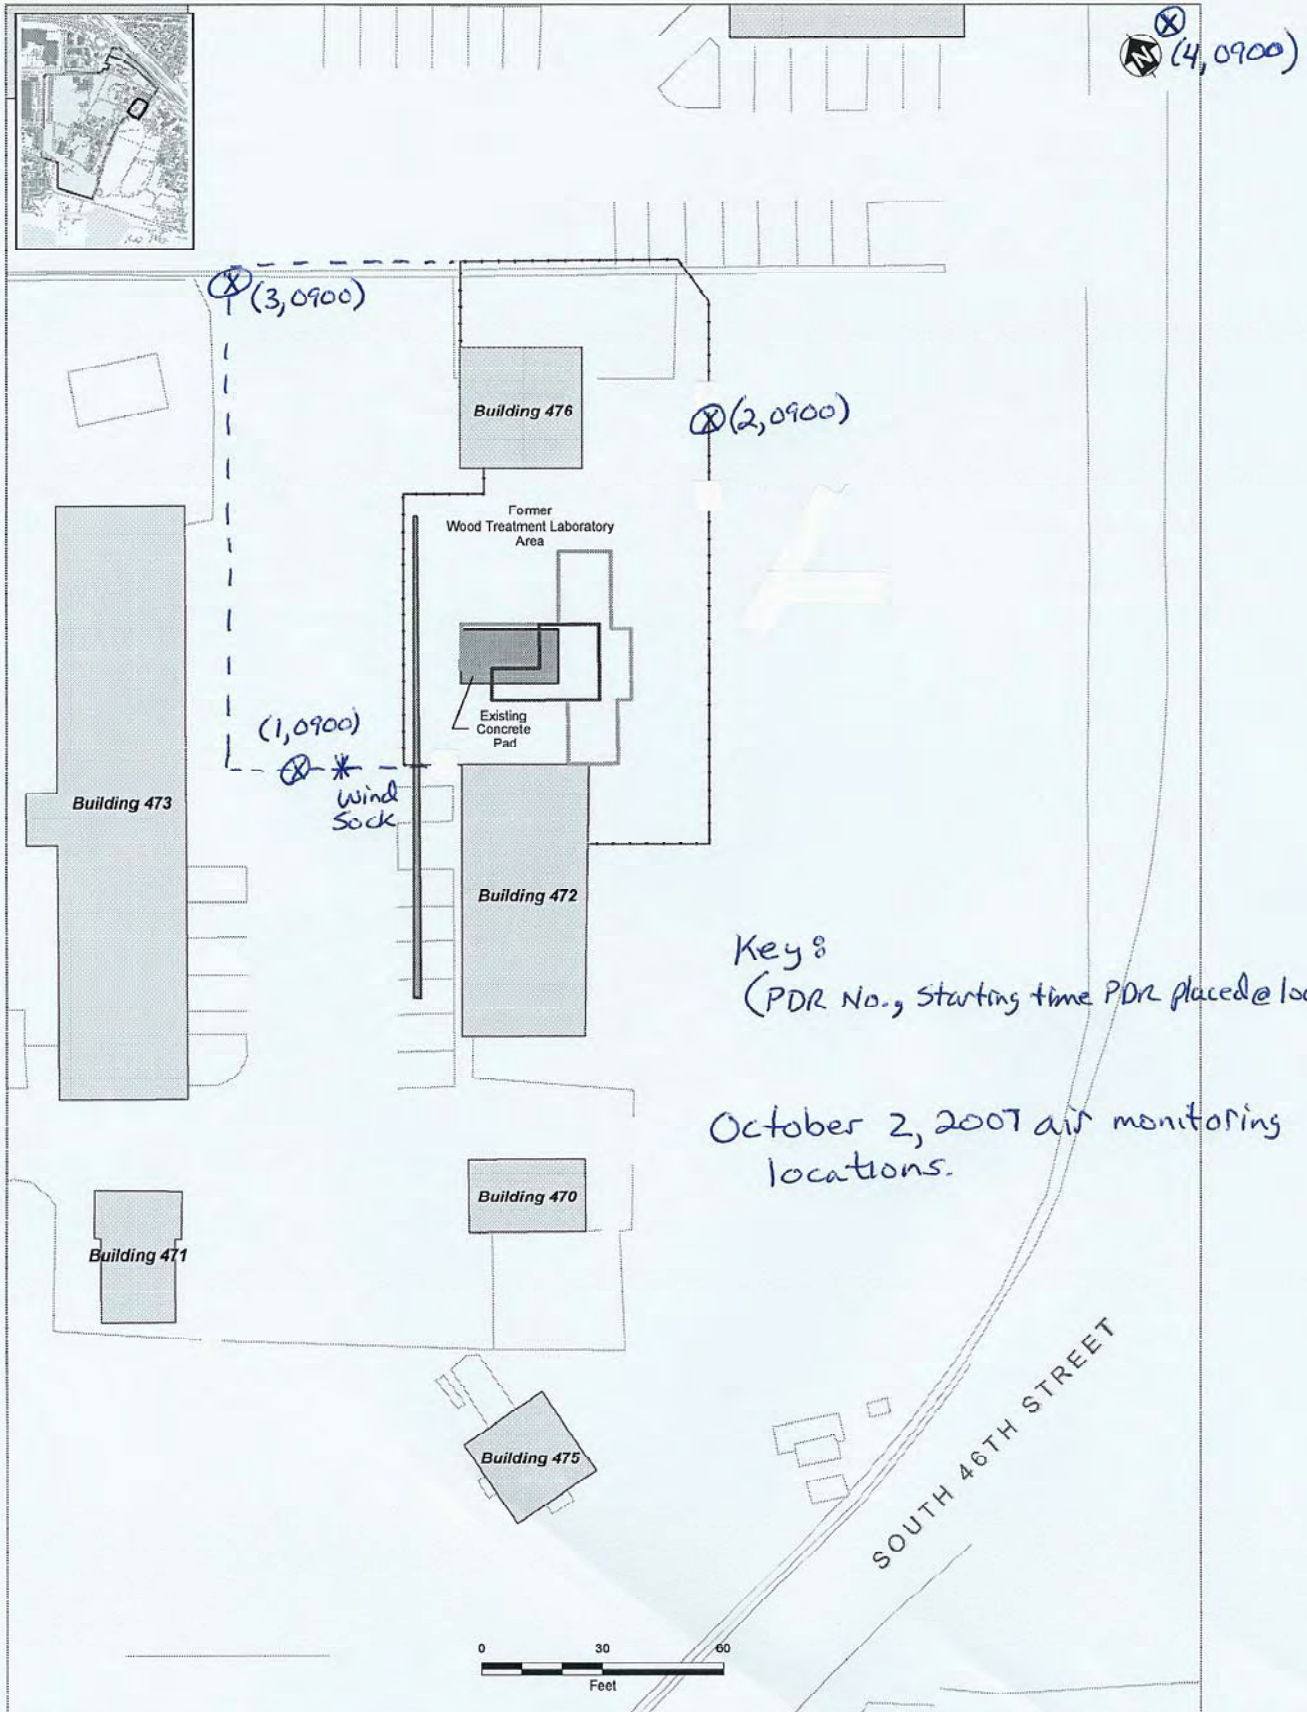 N
(4,0900)
(3,0900)
Building 476
(2,0900)
Former
Wood Treatment Laboratory
Area
(1,0900)
Existing
Concrete
Pad
Wind
Sock
Building 473
Building 472
Key:
(PDR No., Starting time PDR placed@loc
October 2, 2007 air monitoring
locations.
Building 470
Building 471
Building 475
SOUTH 46TH STREET
0 30 60
Feet